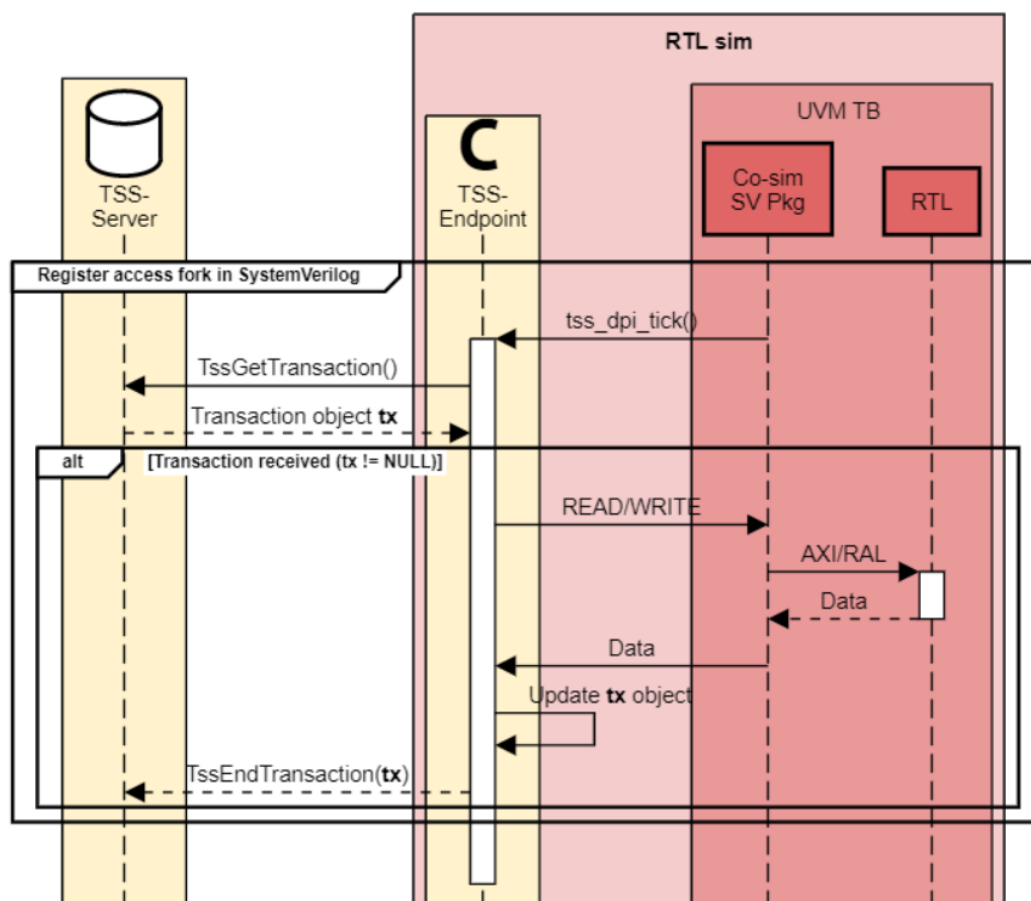 RTL sim
UVM TB
C
TSS-
Server
TSS-
Endpoint
Co-sim
SV Pkg
RTL
Register access fork in SystemVerilog
tss_dpi_tick()
TssGetTransaction()
Transaction object tx
alt
[Transaction received (tx != NULL)]
READ/WRITE
AXI/RAL
Data
Data
Update tx object
TssEndTransaction(tx)